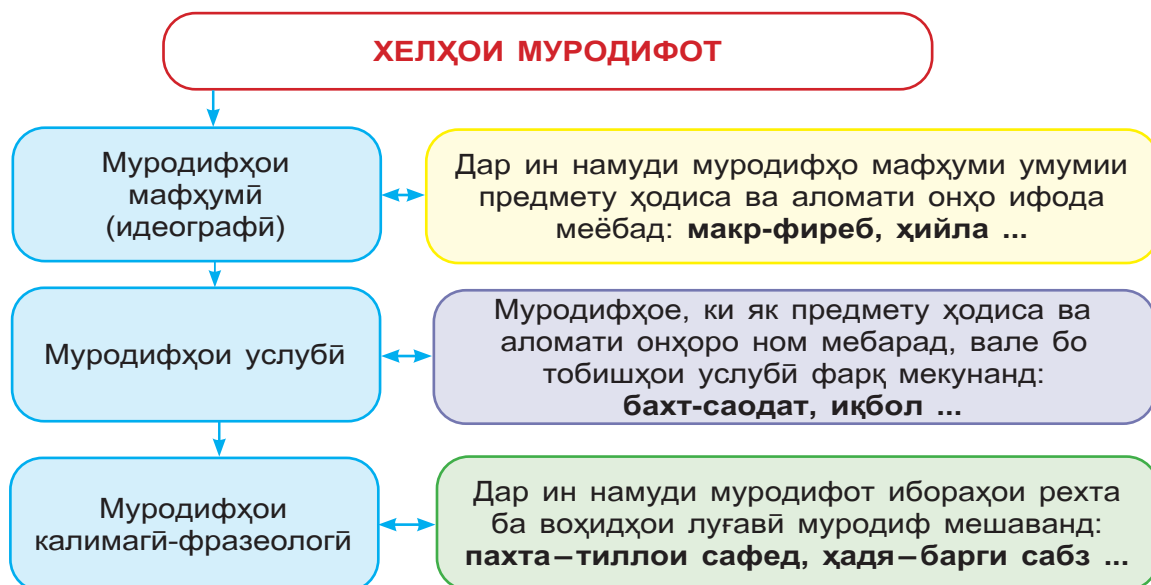 ХЕЛҲОИ МУРОДИФОТ
Муродифҳои
мафҳумӣ
(идеографӣ)
Дар ин намуди муродифҳо мафҳуми умумии
предмету ҳодиса ва аломати онҳо ифода
меёбад: макр-фиреб, ҳийла ...
Муродифҳои услубӣ
Муродифҳое, ки як предмету ҳодиса ва
аломати онҳоро ном мебарад, вале бо
тобишҳои услубӣ фарқ мекунанд:
бахт-саодат, иқбол ...
Муродифҳои
калимагӣ-фразеологӣ
Дар ин намуди муродифот ибораҳои рехта
ба воҳидҳои луғавӣ муродиф мешаванд:
пахта–тиллои сафед, ҳадя–барги сабз ...